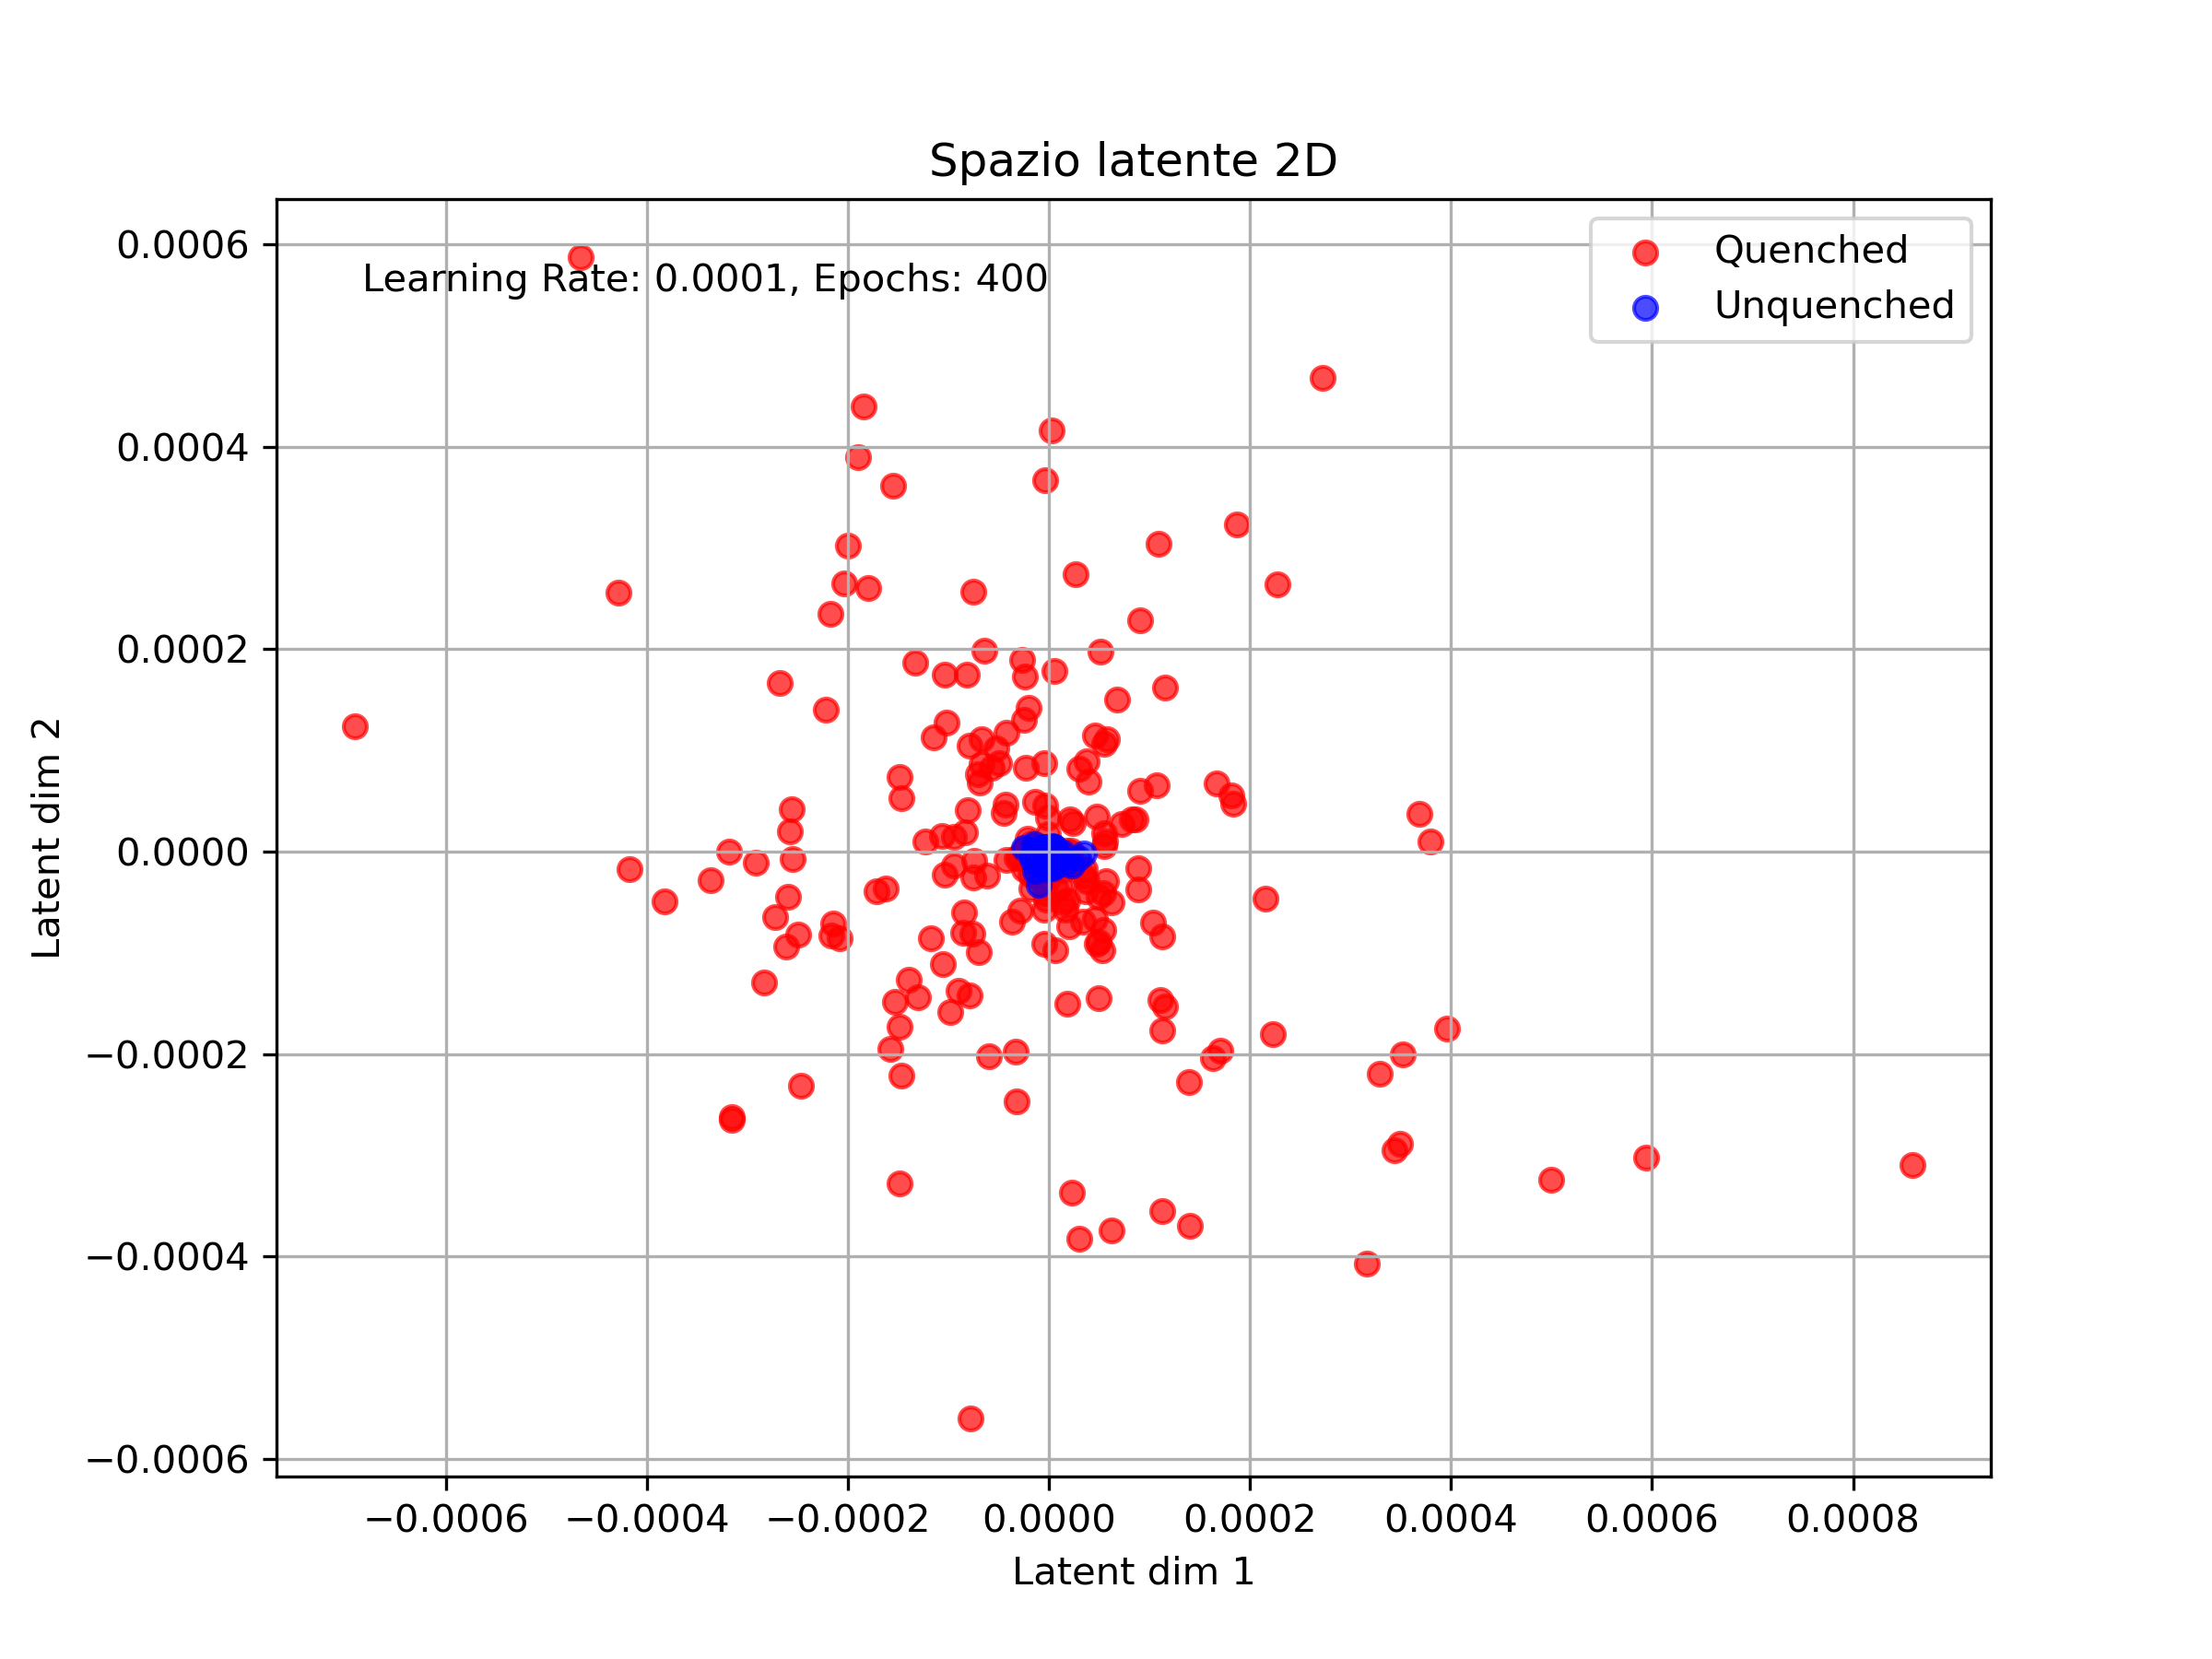 Spazio latente 2D
Learning Rate: 0.0001, Epochs: 400
Quenched
Unquenched
Latent dim 2
0.0006
0.0004
0.0002
0.0000
−0.0002
−0.0004
−0.0006
−0.0006 −0.0004 −0.0002 0.0000 0.0002 0.0004 0.0006 0.0008
Latent dim 1